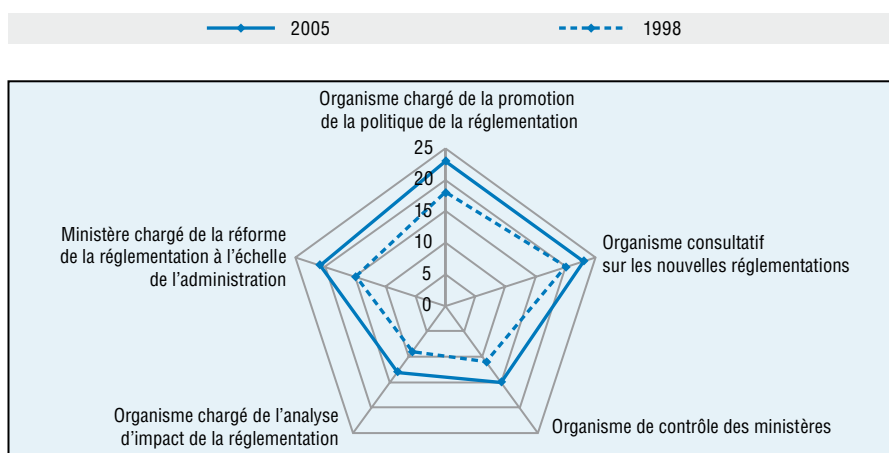 2005
1998
Organisme chargé de la promotion
de la politique de la réglementation
25
20
15
10
5
0
Ministère chargé de la réforme
de la réglementation à l'échelle
de l'administration
Organisme consultatif
sur les nouvelles réglementations
Organisme chargé de l'analyse
d'impact de la réglementation
Organisme de contrôle des ministères